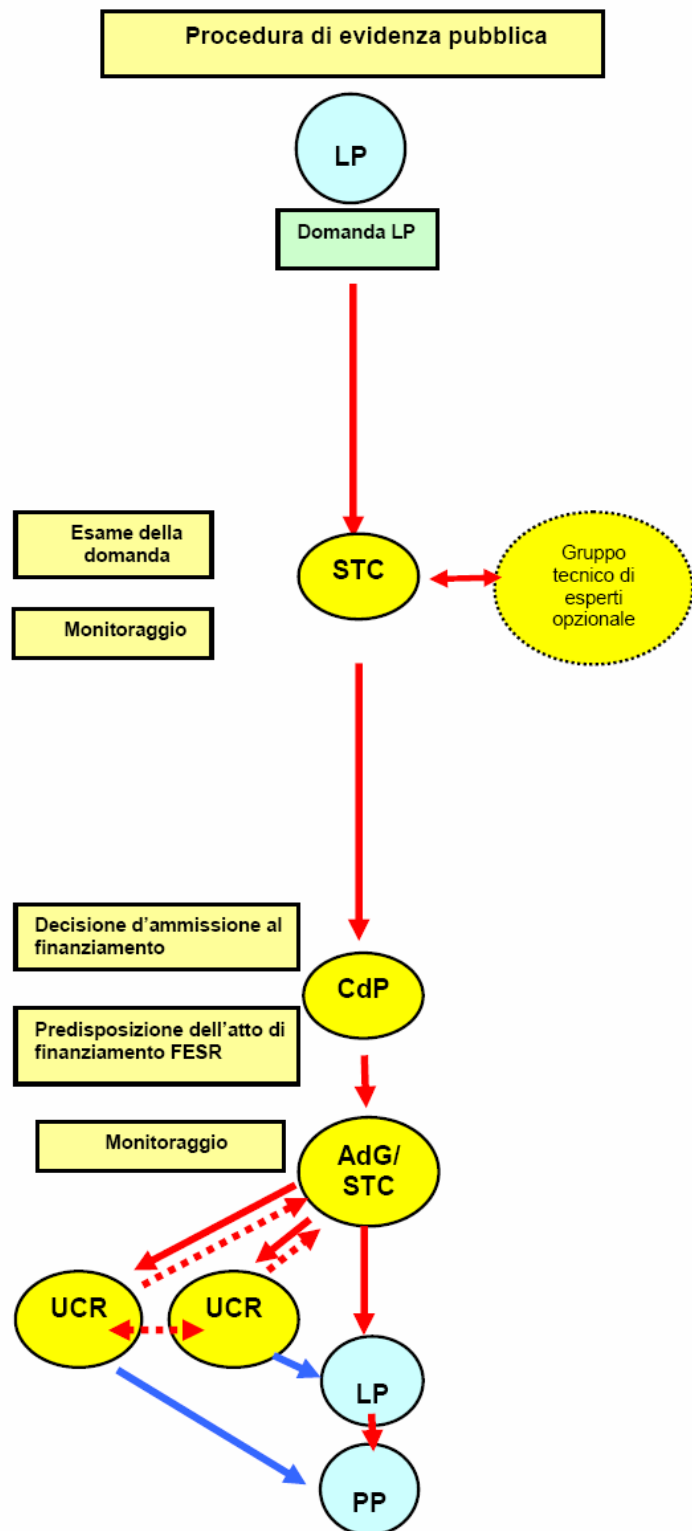 Procedura di evidenza pubblica
LP
Domanda LP
Esame della
domanda
STC
Gruppo
tecnico di
esperti
opzionale
Monitoraggio
Decisione d'ammissione al
finanziamento
CdP
Predisposizione dell'atto di
finanziamento FESR
Monitoraggio
AdG/
STC
UCR
UCR
LP
PP